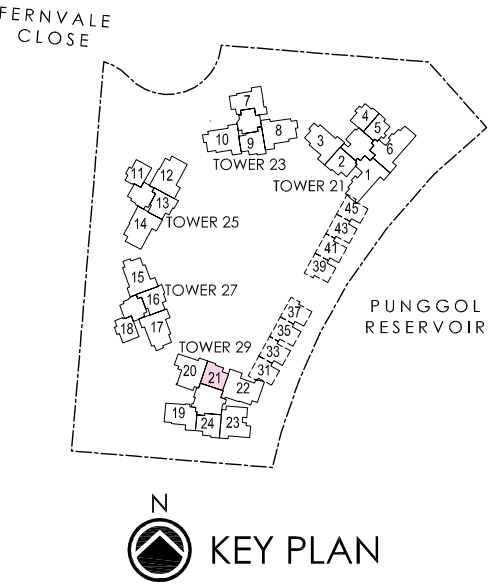 FERNVALE
CLOSE
7
10
9
8
TOWER 23
4
5
3
6
2
1
TOWER 21
11
12
13
14
TOWER 25
45
43
41
39
15
16
18
17
TOWER 27
37
35
33
31
PUNGGOL
RESERVOIR
TOWER 29
20
21
22
19
24
23
N
KEY PLAN